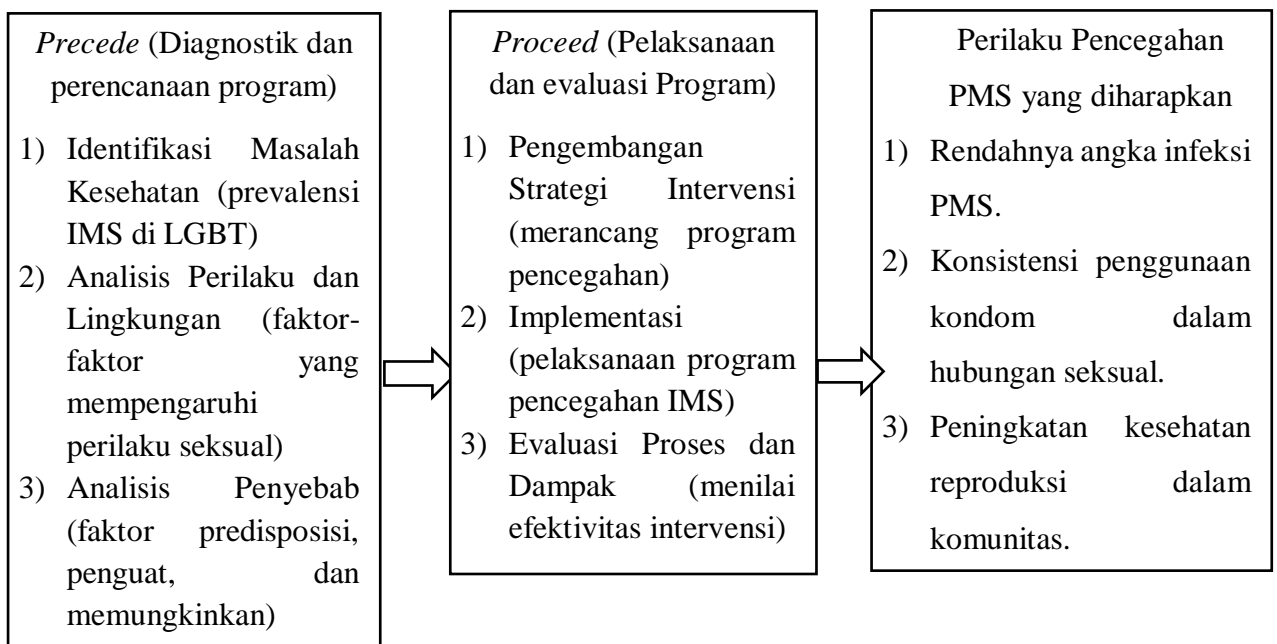 Precede (Diagnostik dan
perencanaan program)
1) Identifikasi Masalah
Kesehatan (prevalensi
IMS di LGBT)
2) Analisis Perilaku dan
Lingkungan (faktor-
faktor yang
mempengaruhi
perilaku seksual)
3) Analisis Penyebab
(faktor predisposisi,
penguat, dan
memungkinkan)
Proceed (Pelaksanaan
dan evaluasi Program)
1) Pengembangan
Strategi Intervensi
(merancang program
pencegahan)
2) Implementasi
(pelaksanaan program
pencegahan IMS)
3) Evaluasi Proses dan
Dampak (menilai
efektivitas intervensi)
Perilaku Pencegahan
PMS yang diharapkan
1) Rendahnya angka infeksi
PMS.
2) Konsistensi penggunaan
kondom dalam
hubungan seksual.
3) Peningkatan kesehatan
reproduksi dalam
komunitas.